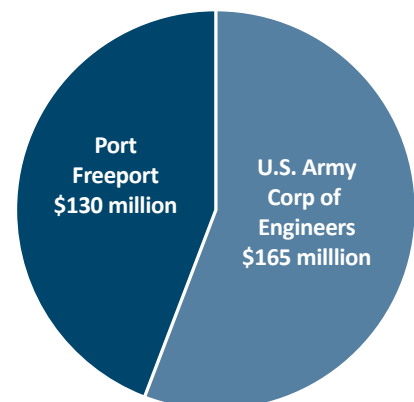 Port
Freeport
$130 million
U.S. Army
Corp of
Engineers
$165 milllion